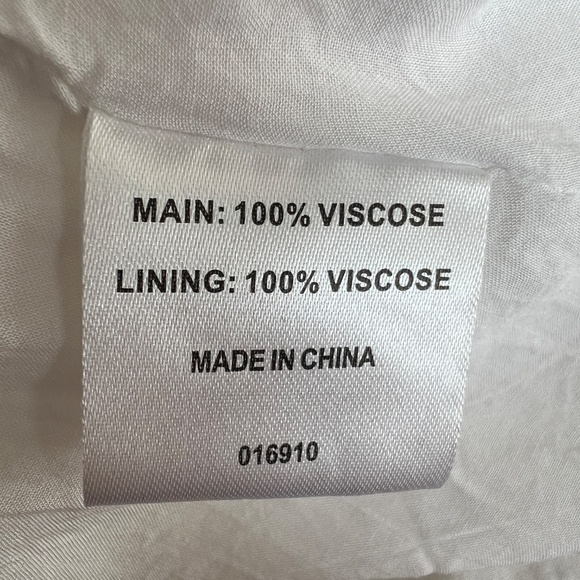 MAIN: 100% VISCOSE
LINING: 100% VISCOSE
MADE IN CHINA
016910